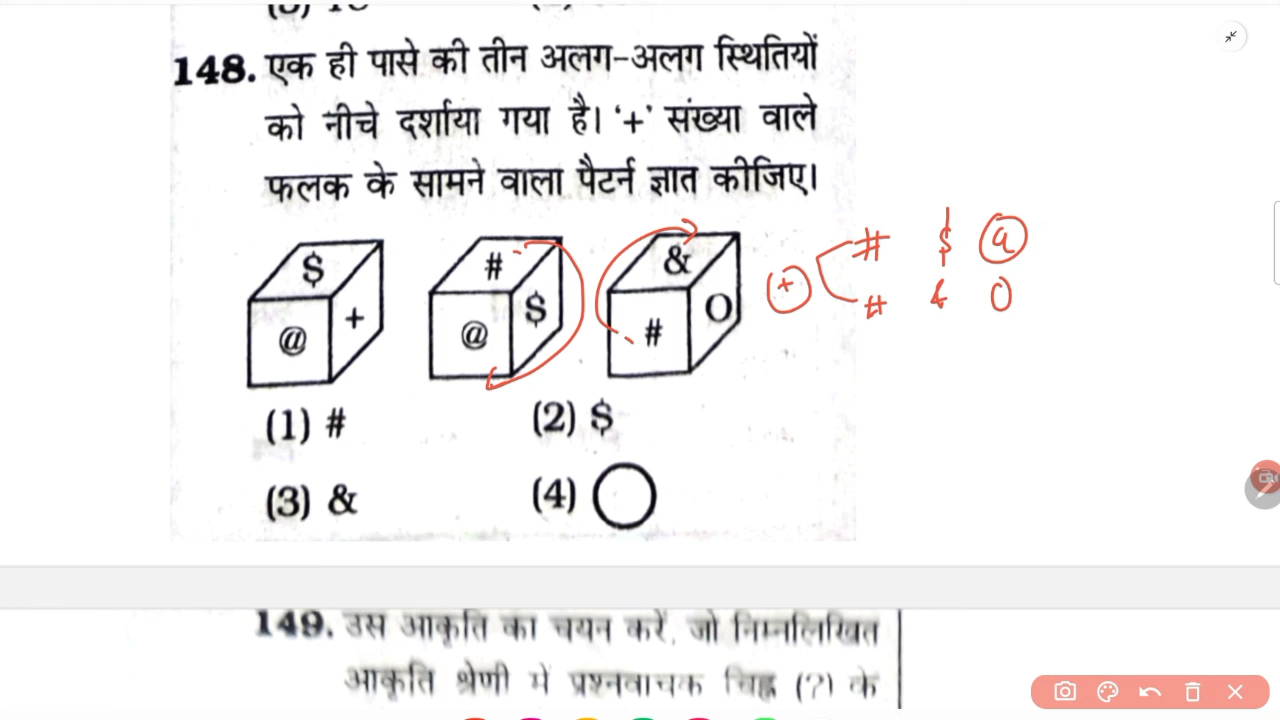 148. एक ही पासे की तीन अलग-अलग स्थितियों
को नीचे दर्शाया गया है। ‘+’ संख्या वाले
फलक के सामने वाला पैटर्न ज्ञात कीजिए।
$ @ +
# @ $
& # O
+ # $ @
# & O
(1) # (2) $
(3) & (4) ◯
149. उस आकृति का चयन करें, जो निम्नलिखित
आकृति श्रेणी में प्रश्नवाचक चिह्न (?) के